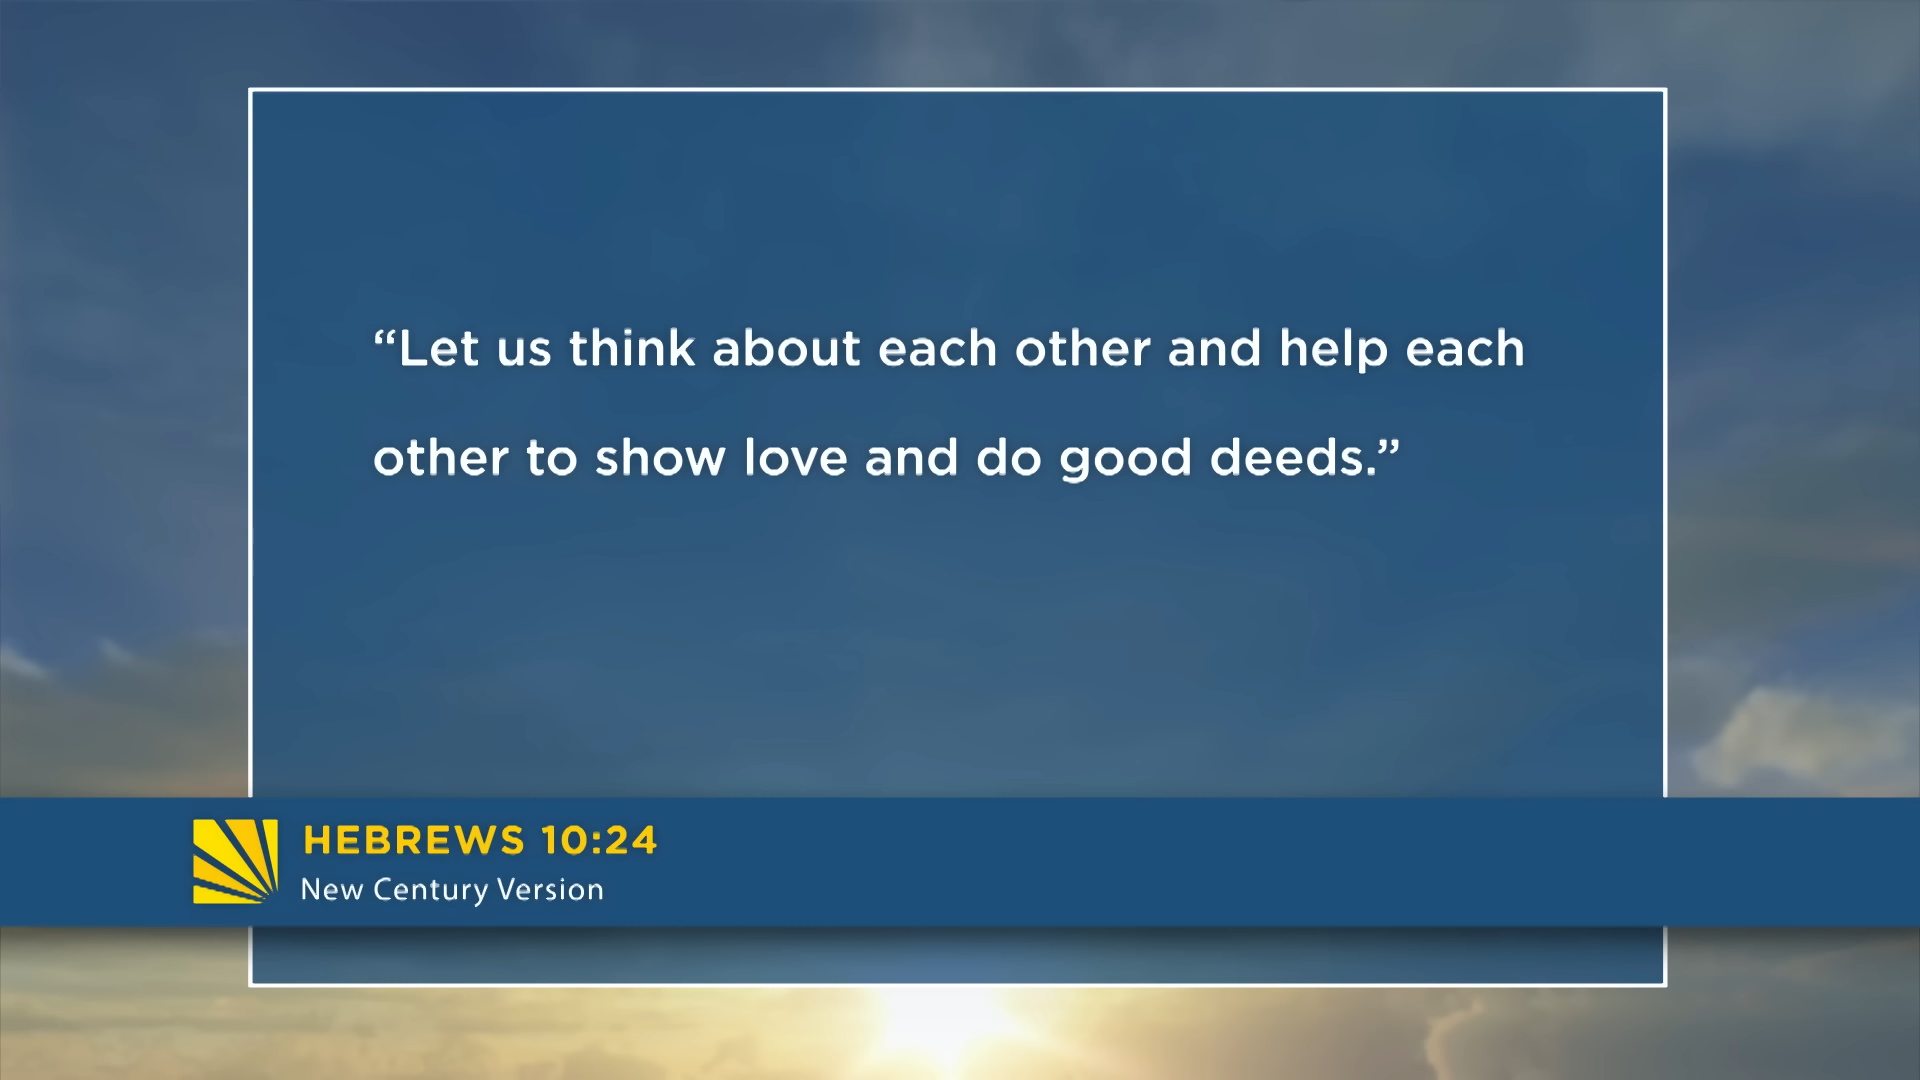 “Let us think about each other and help each
other to show love and do good deeds.”
HEBREWS 10:24
New Century Version